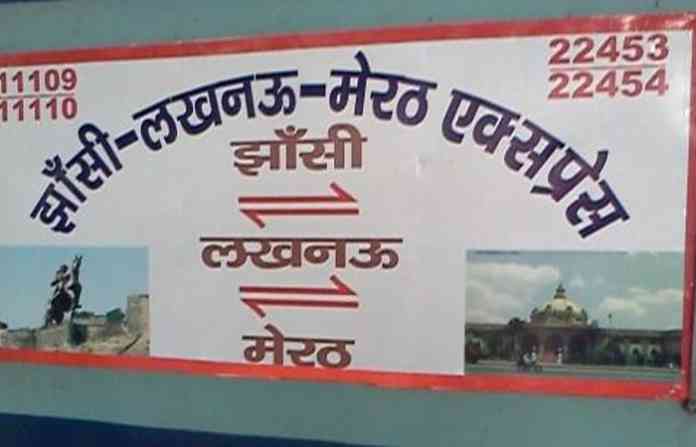 11109
11110
22453
22454
झाँसी-लखनऊ-मेरठ एक्सप्रेस
झाँसी
लखनऊ
मेरठ